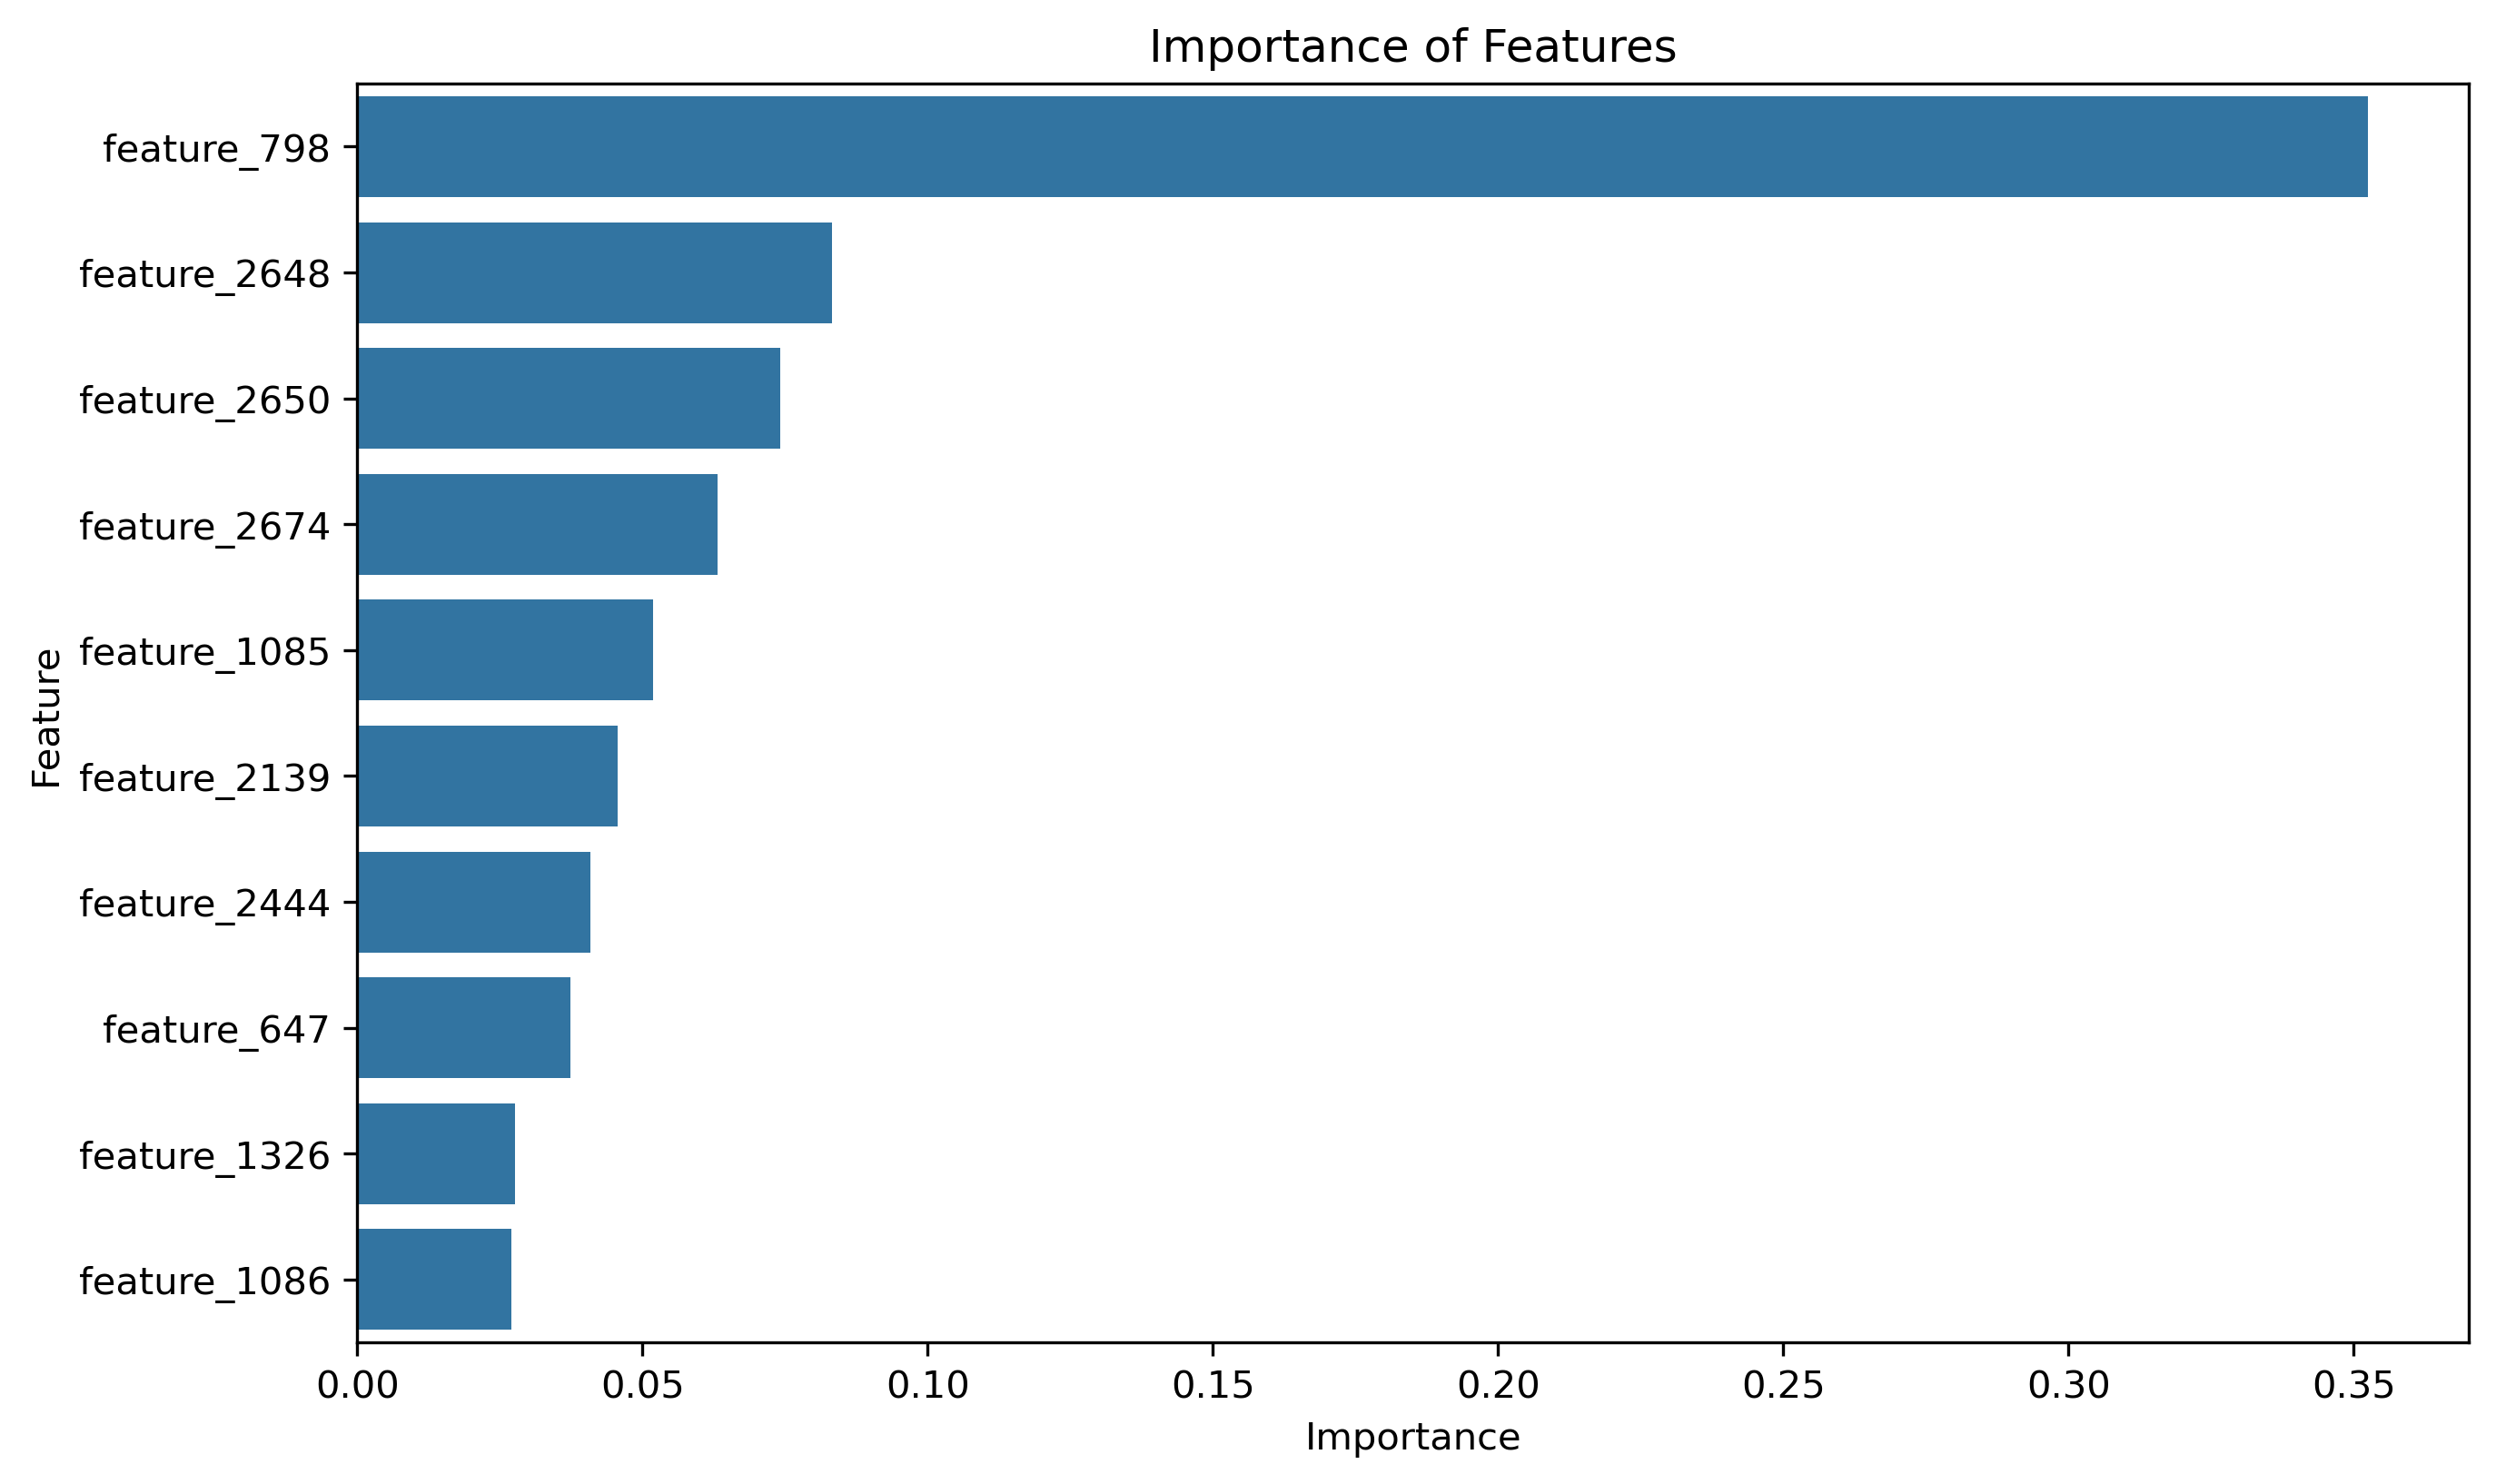 Importance of Features
Feature
feature_798
feature_2648
feature_2650
feature_2674
feature_1085
feature_2139
feature_2444
feature_647
feature_1326
feature_1086
0.00 0.05 0.10 0.15 0.20 0.25 0.30 0.35
Importance